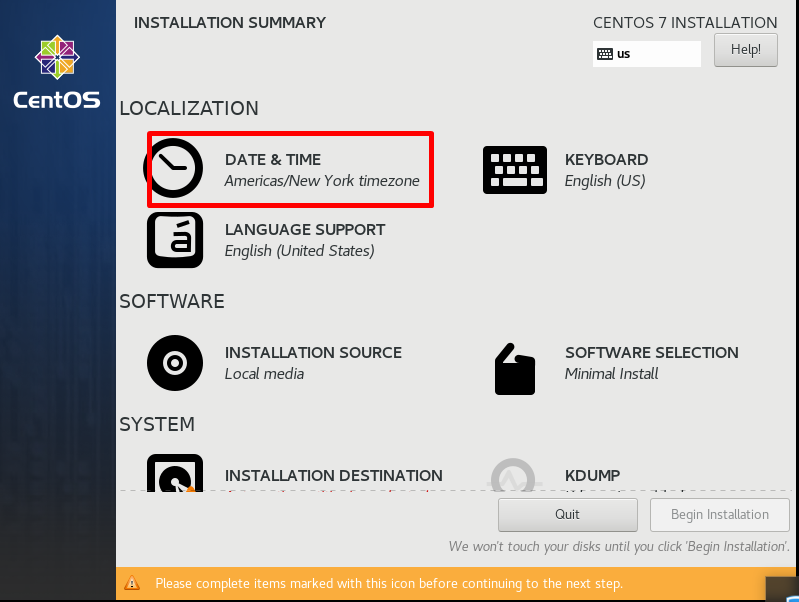 INSTALLATION SUMMARY
CENTOS 7 INSTALLATION
us
Help!
CentOS
LOCALIZATION
DATE & TIME
Americas/New York timezone
KEYBOARD
English (US)
LANGUAGE SUPPORT
English (United States)
SOFTWARE
INSTALLATION SOURCE
Local media
SOFTWARE SELECTION
Minimal Install
SYSTEM
INSTALLATION DESTINATION
KDUMP
Quit
Begin Installation
We won't touch your disks until you click 'Begin Installation'.
Please complete items marked with this icon before continuing to the next step.